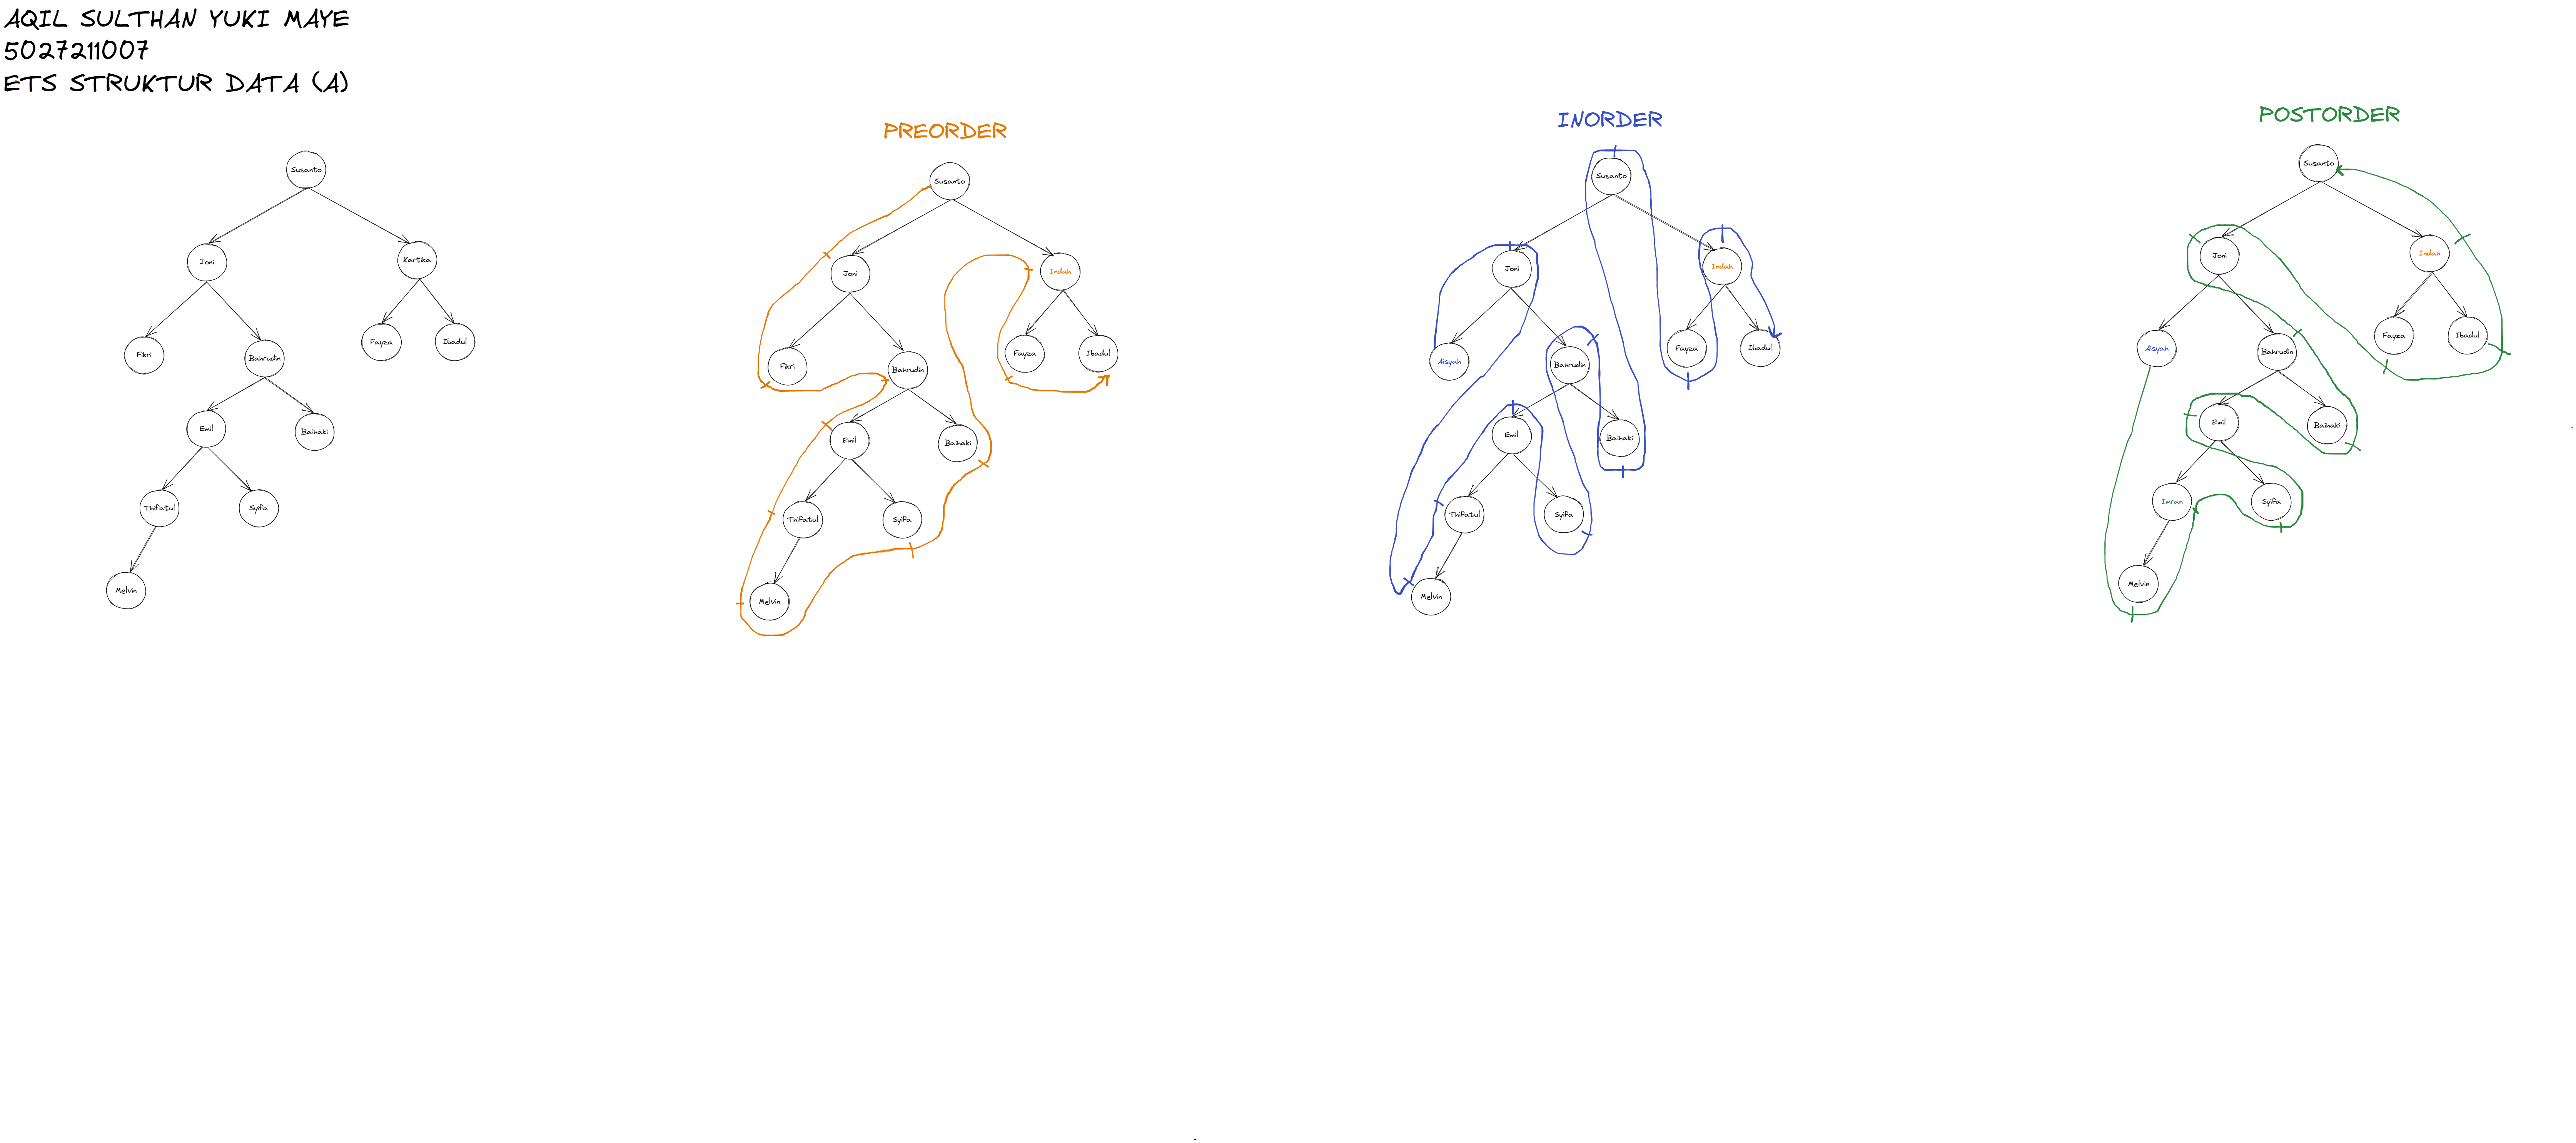 AQIL SULTHAN YUKI MAYE
5027211007
ETS STRUKTUR DATA (A)
Susanto
Joni
Kartika
Fikri
Bahrudin
Fayza
Ibadul
Emil
Baihaki
Thifatul
Syifa
Melvin
PREORDER
Susanto
Joni
Indah
Fikri
Bahrudin
Fayza
Ibadul
Emil
Baihaki
Thifatul
Syifa
Melvin
INORDER
Susanto
Joni
Indah
Aisyah
Bahrudin
Fayza
Ibadul
Emil
Baihaki
Thifatul
Syifa
Melvin
POSTORDER
Susanto
Joni
Indah
Aisyah
Bahrudin
Fayza
Ibadul
Emil
Baihaki
Imran
Syifa
Melvin